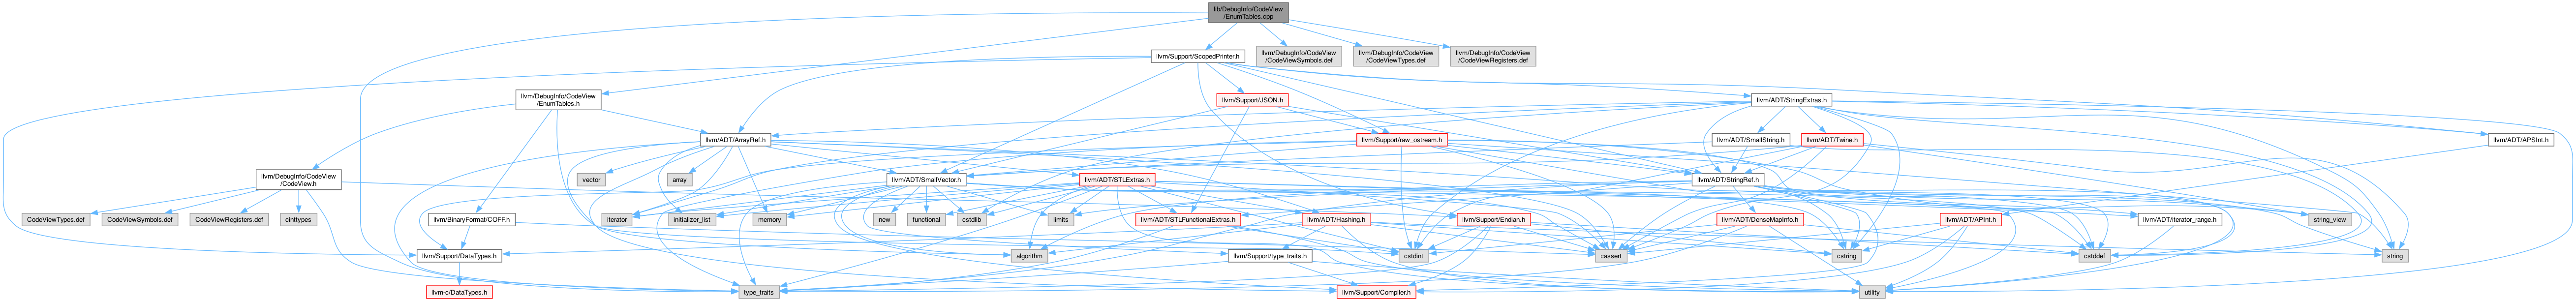 lib/DebugInfo/CodeView
/EnumTables.cpp
llvm/Support/ScopedPrinter.h
llvm/DebugInfo/CodeView
/CodeViewSymbols.def
llvm/DebugInfo/CodeView
/CodeViewTypes.def
llvm/DebugInfo/CodeView
/CodeViewRegisters.def
llvm/DebugInfo/CodeView
/EnumTables.h
llvm/Support/JSON.h
llvm/ADT/StringExtras.h
llvm/ADT/ArrayRef.h
llvm/Support/raw_ostream.h
llvm/ADT/SmallString.h
llvm/ADT/Twine.h
llvm/ADT/APSInt.h
llvm/DebugInfo/CodeView
/CodeView.h
vector
array
llvm/ADT/SmallVector.h
llvm/ADT/STLExtras.h
llvm/ADT/StringRef.h
CodeViewTypes.def
CodeViewSymbols.def
CodeViewRegisters.def
cinttypes
llvm/BinaryFormat/COFF.h
iterator
initializer_list
memory
new
functional
cstdlib
limits
llvm/ADT/STLFunctionalExtras.h
llvm/ADT/Hashing.h
llvm/Support/Endian.h
llvm/ADT/DenseMapInfo.h
llvm/ADT/APInt.h
llvm/ADT/iterator_range.h
string_view
llvm/Support/DataTypes.h
algorithm
llvm/Support/type_traits.h
cstdint
cassert
cstring
cstddef
string
llvm-c/DataTypes.h
type_traits
llvm/Support/Compiler.h
utility